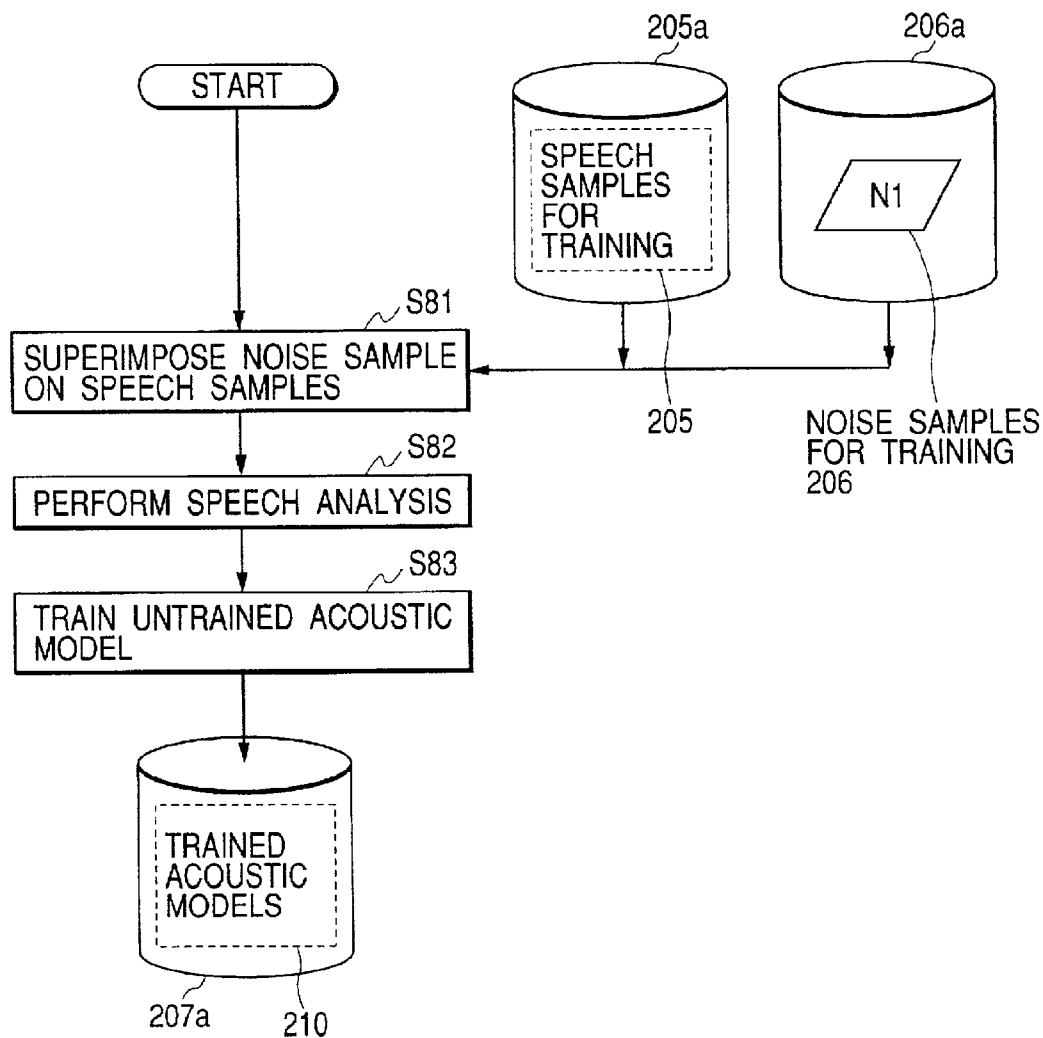 205a
206a
START
SPEECH
SAMPLES
FOR
TRAINING
N1
S81
SUPERIMPOSE NOISE SAMPLE
ON SPEECH SAMPLES
205
NOISE SAMPLES
FOR TRAINING
206
S82
PERFORM SPEECH ANALYSIS
S83
TRAIN UNTRAINED ACOUSTIC
MODEL
TRAINED
ACOUSTIC
MODELS
207a
210